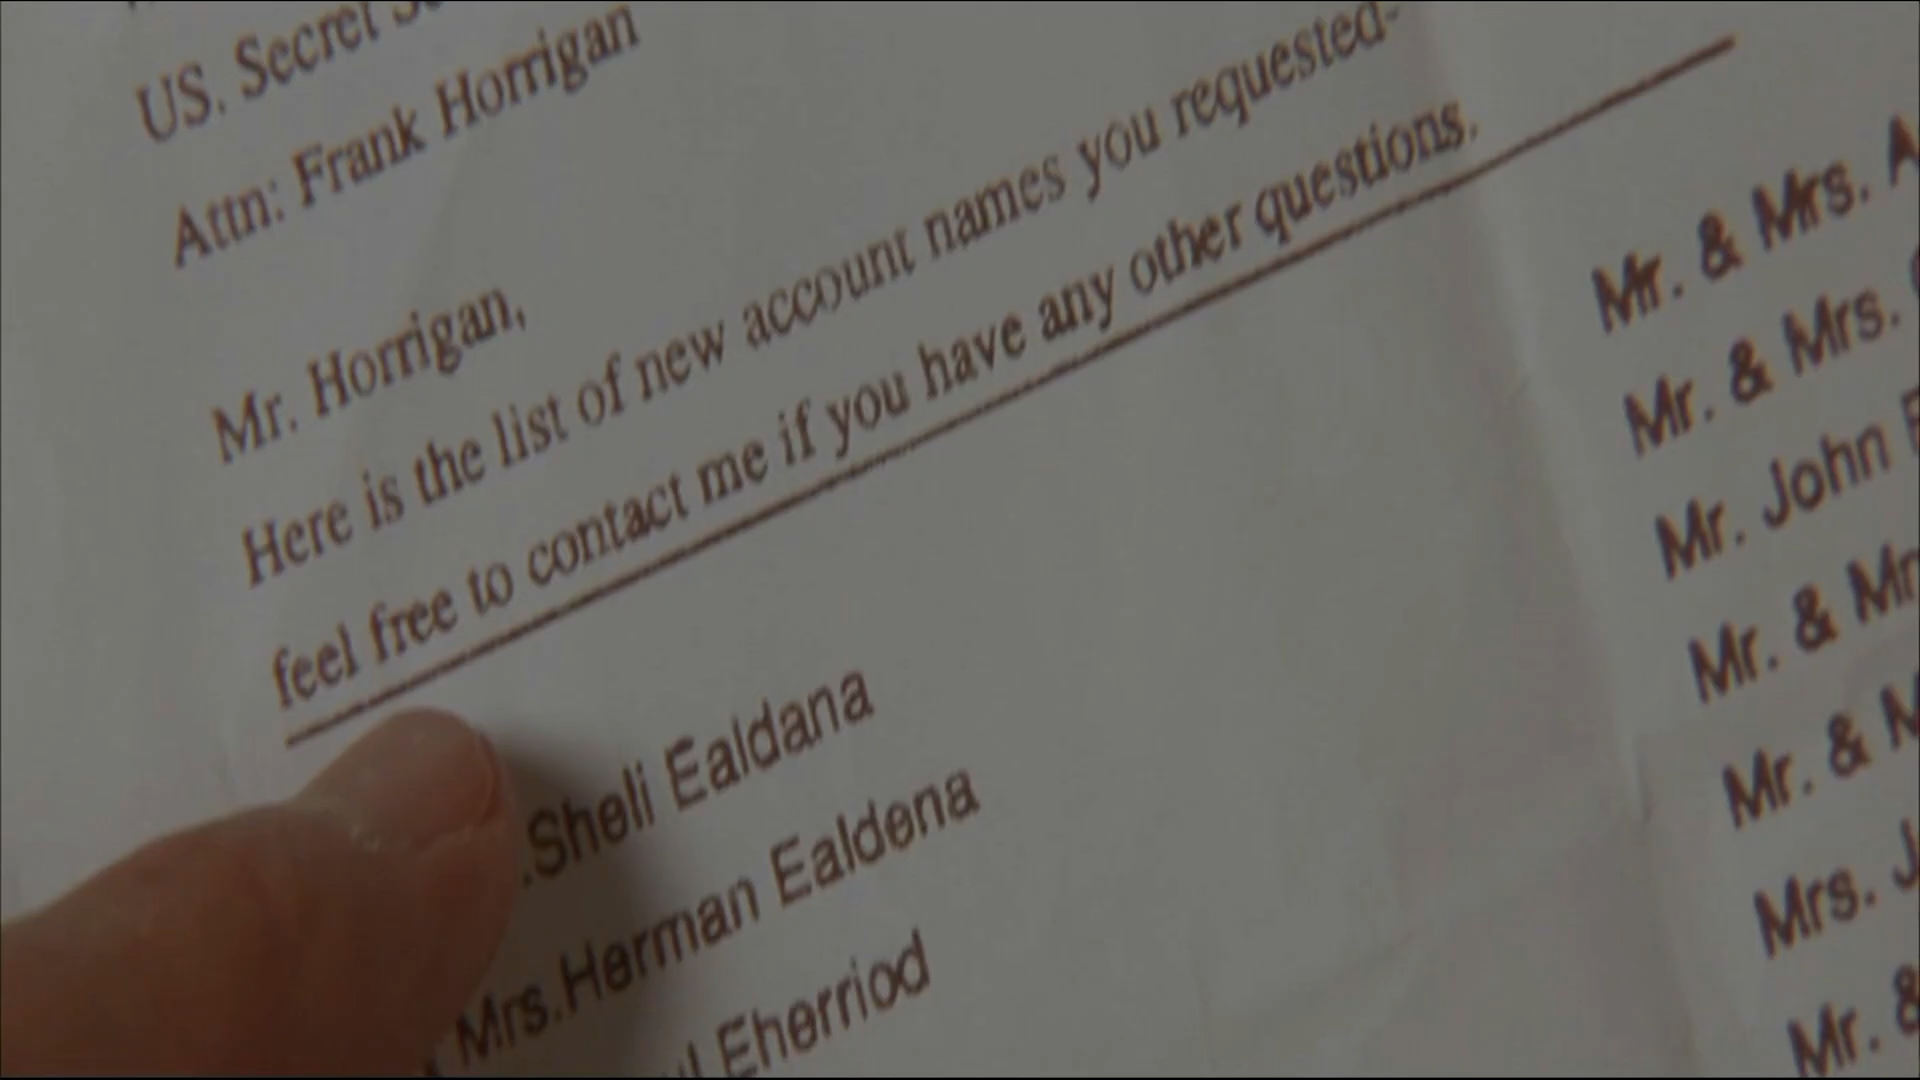 US. Secret
Attn: Frank Horrigan
Mr. Horrigan,
Here is the list of new account names you requested-
feel free to contact me if you have any other questions.
.Sheli Ealdana
Mrs.Herman Ealdena
Eherriod
Mr. & Mrs.
Mr. & Mrs.
Mr. John
Mr. &
Mr. &
Mrs.
Mr. &